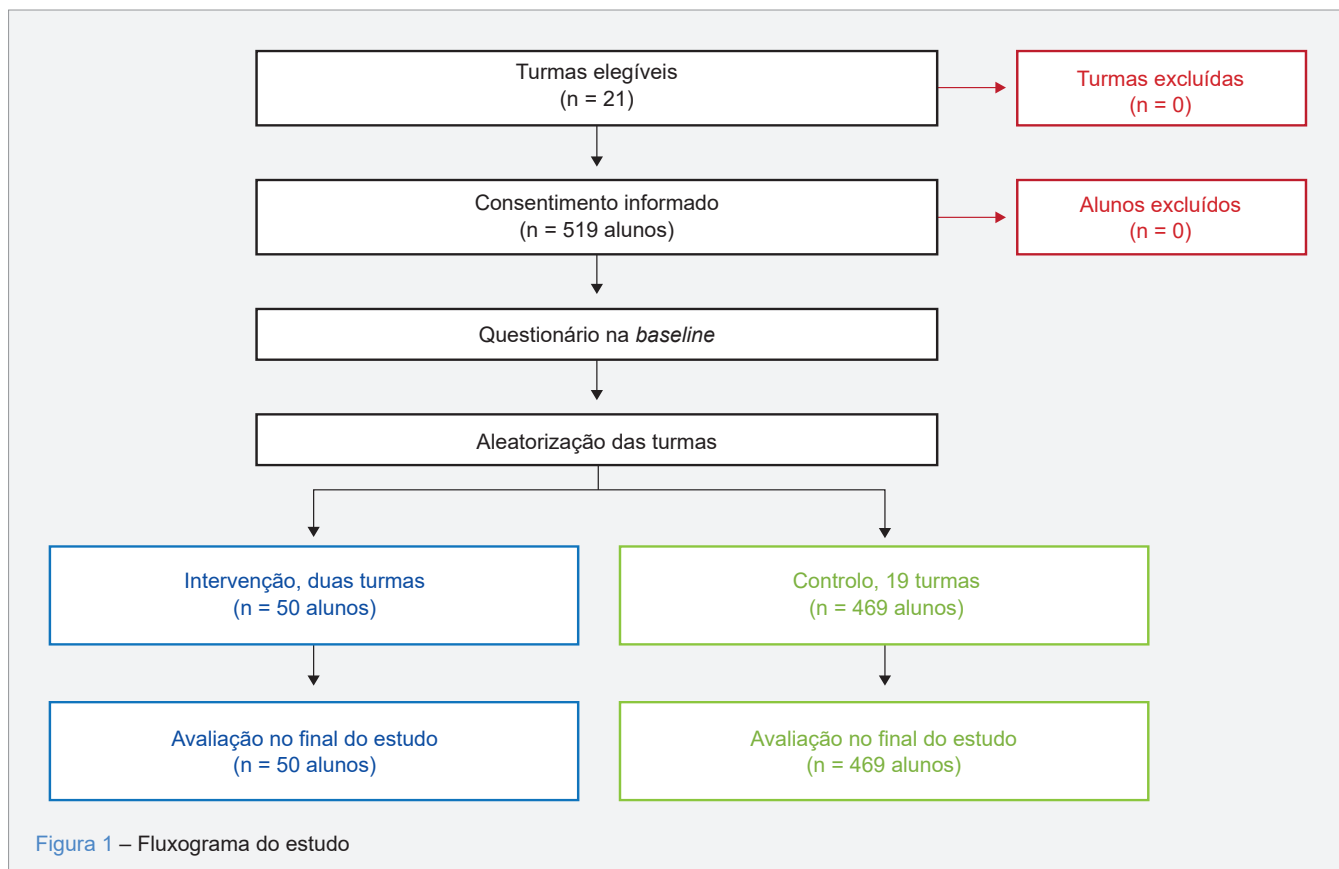 Turmas elegíveis
(n = 21)
Turmas excluídas
(n = 0)
Consentimento informado
(n = 519 alunos)
Alunos excluídos
(n = 0)
Questionário na baseline
Aleatorização das turmas
Intervenção, duas turmas
(n = 50 alunos)
Controlo, 19 turmas
(n = 469 alunos)
Avaliação no final do estudo
(n = 50 alunos)
Avaliação no final do estudo
(n = 469 alunos)
Figura 1 – Fluxograma do estudo